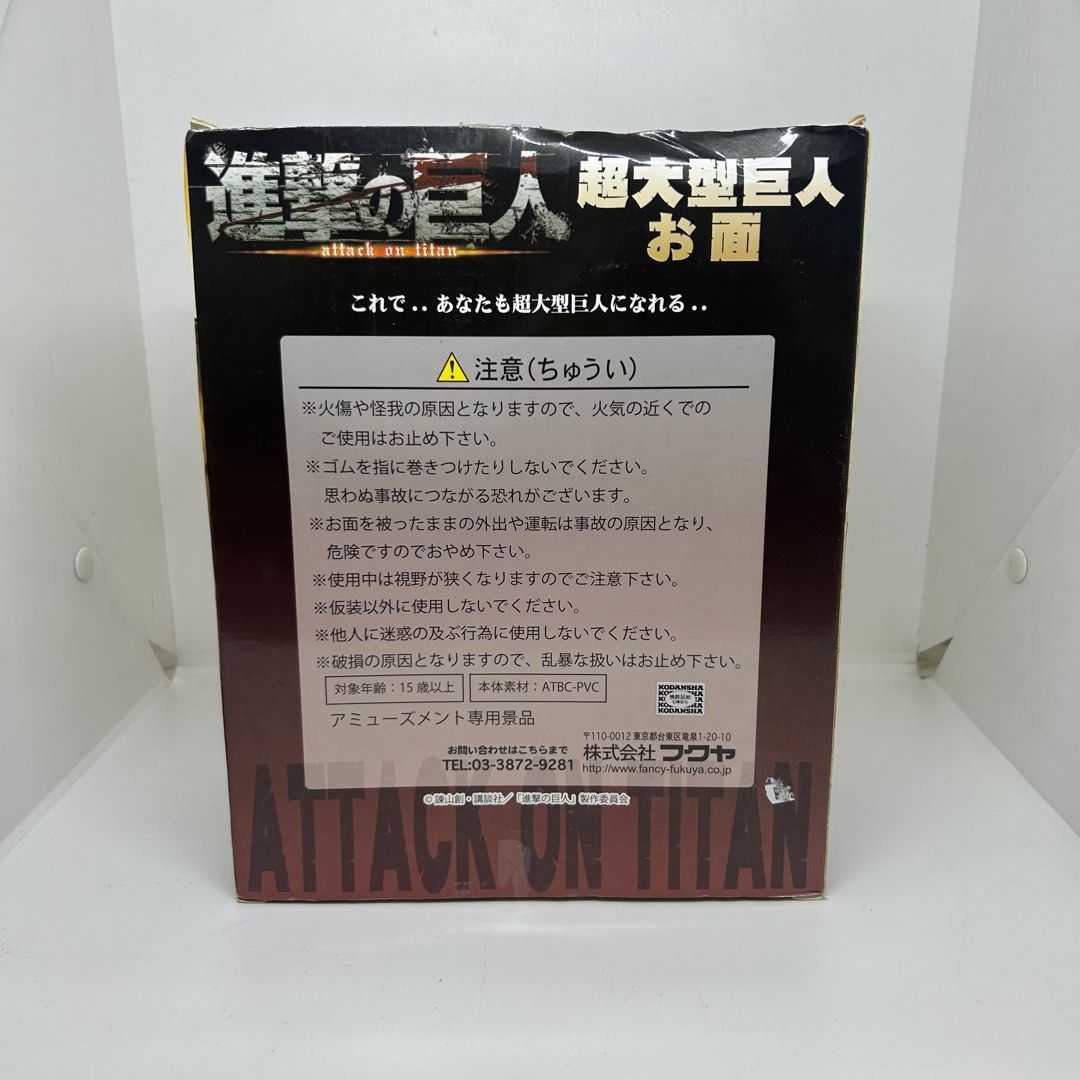 進撃の巨人
attack on titan
超大型巨人
お面
これで‥あなたも超大型巨人になれる‥
注意(ちゅうい)
※火傷や怪我の原因となりますので、火気の近くでの
ご使用はお止め下さい。
※ゴムを指に巻きつけたりしないでください。
思わぬ事故につながる恐れがございます。
※お面を被ったままの外出や運転は事故の原因となり、
危険ですのでおやめ下さい。
※使用中は視野が狭くなりますのでご注意下さい。
※仮装以外に使用しないでください。
※他人に迷惑の及ぶ行為に使用しないでください。
※破損の原因となりますので、乱暴な扱いはお止め下さい。
対象年齢：15歳以上
本体素材：ATBC-PVC
アミューズメント専用景品
KODANSHA
KODANSHA
お問い合わせはこちらまで
TEL:03-3872-9281
〒110-0012 東京都台東区竜泉1-20-10
株式会社 フクヤ
http://www.fancy-fukuya.co.jp
©諫山創・講談社／「進撃の巨人」製作委員会
ATTACK ON TITAN